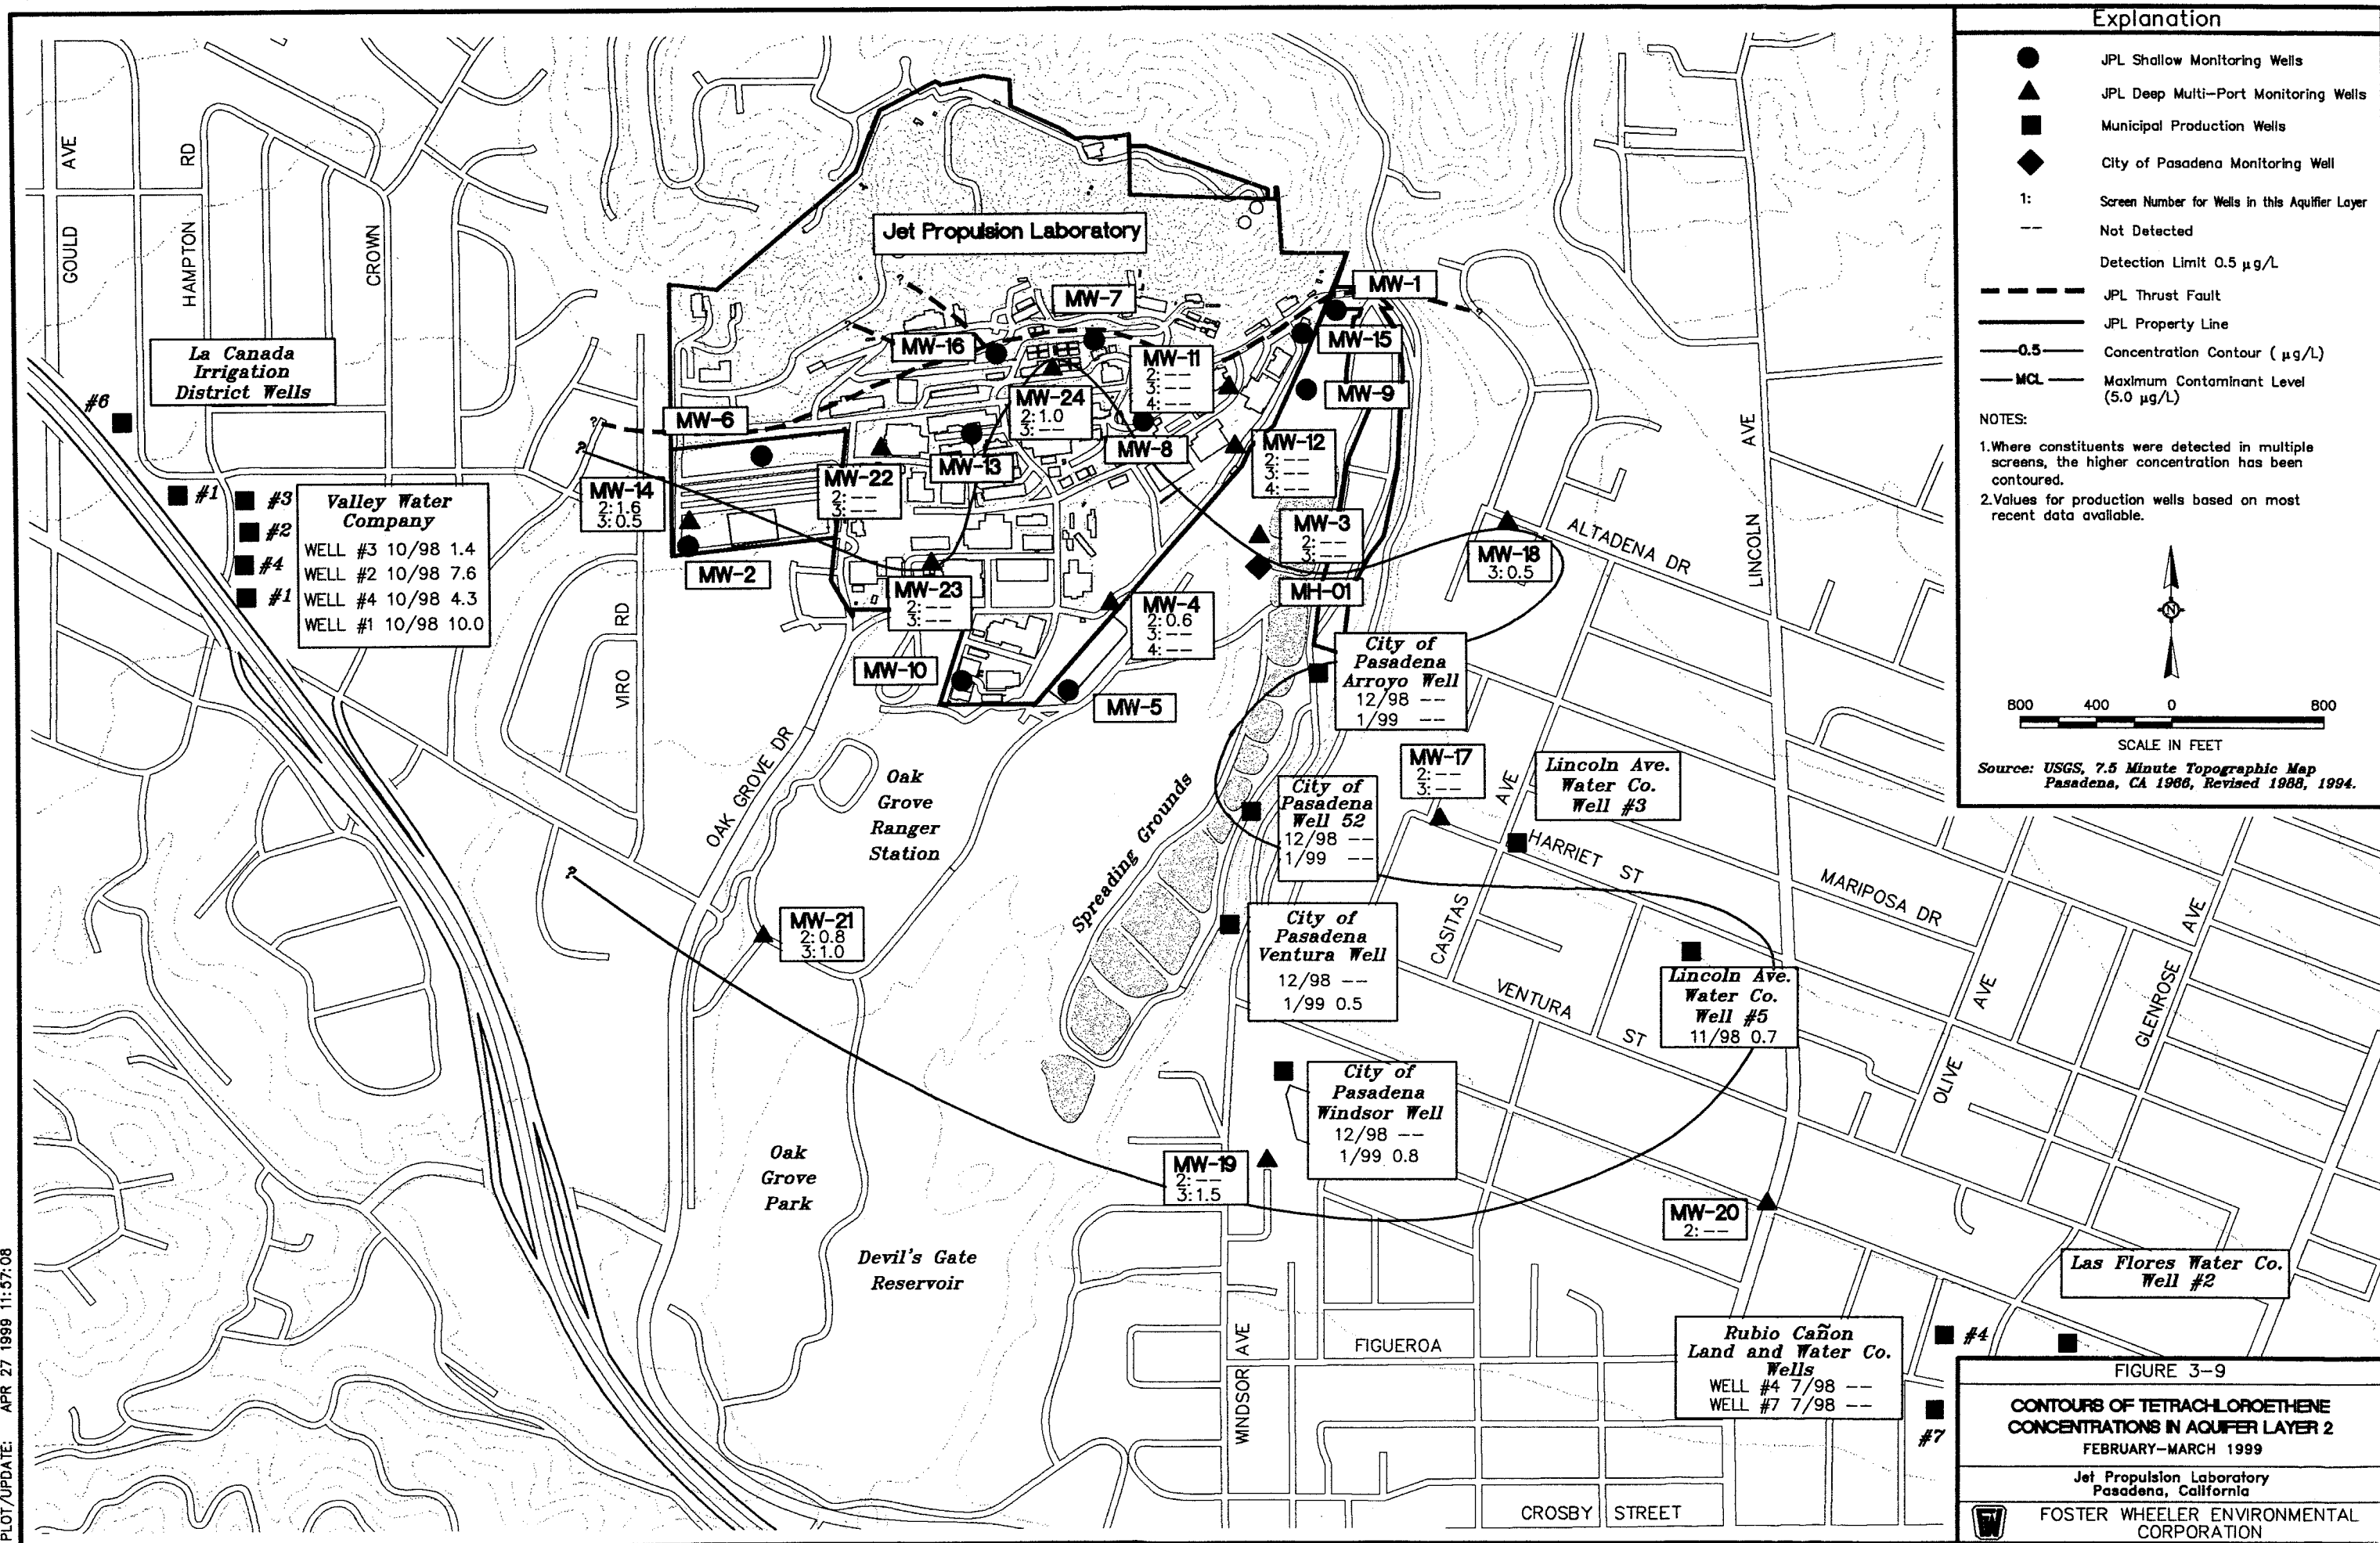 Explanation
JPL Shallow Monitoring Wells
JPL Deep Multi-Port Monitoring Wells
Municipal Production Wells
City of Pasadena Monitoring Well
1: Screen Number for Wells in this Aquifier Layer
-- Not Detected
Detection Limit 0.5 µg/L
JPL Thrust Fault
JPL Property Line
0.5 Concentration Contour ( µg/L)
MCL Maximum Contaminant Level
(5.0 µg/L)
NOTES:
1.Where constituents were detected in multiple
screens, the higher concentration has been
contoured.
2.Values for production wells based on most
recent data available.
N
800 400 0 800
SCALE IN FEET
Source: USGS, 7.5 Minute Topographic Map
Pasadena, CA 1966, Revised 1988, 1994.
GOULD AVE
HAMPTON RD
CROWN
La Canada
Irrigation
District Wells
#6
#1
#3
#2
#4
#1
Valley Water
Company
WELL #3 10/98 1.4
WELL #2 10/98 7.6
WELL #4 10/98 4.3
WELL #1 10/98 10.0
Jet Propulsion Laboratory
?
?
?
?
?
?
MW-7
MW-1
MW-16
MW-15
MW-11
2: --
3: --
4: --
MW-9
MW-24
2: 1.0
3: --
MW-6
MW-8
MW-12
2: --
3: --
4: --
MW-13
MW-22
2: --
3: --
MW-14
2: 1.6
3: 0.5
MW-3
2: --
3: --
MW-18
3: 0.5
MW-2
MW-23
2: --
3: --
MH-01
MW-4
2: 0.6
3: --
4: --
MW-10
MW-5
VIRO RD
OAK GROVE DR
ALTADENA DR
LINCOLN AVE
LINCOLN AVE
City of
Pasadena
Arroyo Well
12/98 --
1/99 --
MW-17
2: --
3: --
Lincoln Ave.
Water Co.
Well #3
Oak
Grove
Ranger
Station
Spreading Grounds
City of
Pasadena
Well 52
12/98 --
1/99 --
CASITAS AVE
HARRIET ST
MARIPOSA DR
MW-21
2: 0.8
3: 1.0
City of
Pasadena
Ventura Well
12/98 --
1/99 0.5
VENTURA ST
Lincoln Ave.
Water Co.
Well #5
11/98 0.7
OLIVE AVE
GLENROSE AVE
City of
Pasadena
Windsor Well
12/98 --
1/99 0.8
Oak
Grove
Park
MW-19
2: --
3: 1.5
MW-20
2: --
Devil's Gate
Reservoir
Las Flores Water Co.
Well #2
WINDSOR AVE
FIGUEROA
Rubio Cañon
Land and Water Co.
Wells
WELL #4 7/98 --
WELL #7 7/98 --
#4
#7
CROSBY STREET
PLOT/UPDATE: APR 27 1999 11:57:08
FIGURE 3-9
CONTOURS OF TETRACHLOROETHENE
CONCENTRATIONS IN AQUIFER LAYER 2
FEBRUARY-MARCH 1999
Jet Propulsion Laboratory
Pasadena, California
FOSTER WHEELER ENVIRONMENTAL
CORPORATION